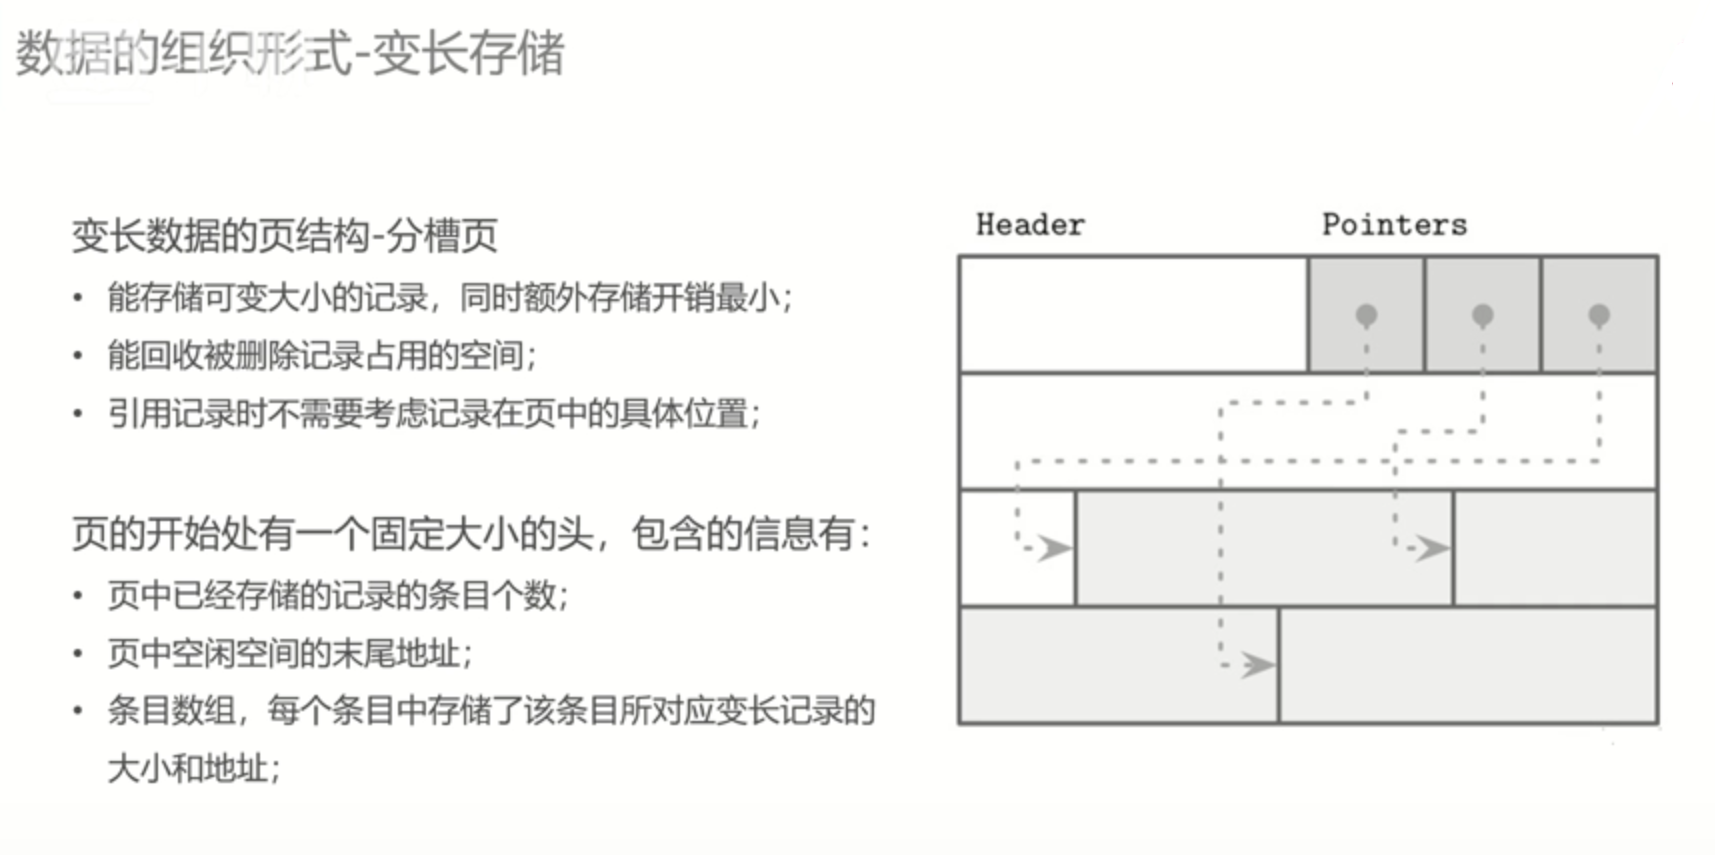 数据的组织形式-变长存储
变长数据的页结构-分槽页
• 能存储可变大小的记录，同时额外存储开销最小；
• 能回收被删除记录占用的空间；
• 引用记录时不需要考虑记录在页中的具体位置；
页的开始处有一个固定大小的头，包含的信息有：
• 页中已经存储的记录的条目个数；
• 页中空闲空间的末尾地址；
• 条目数组，每个条目中存储了该条目所对应变长记录的
大小和地址；
Header
Pointers